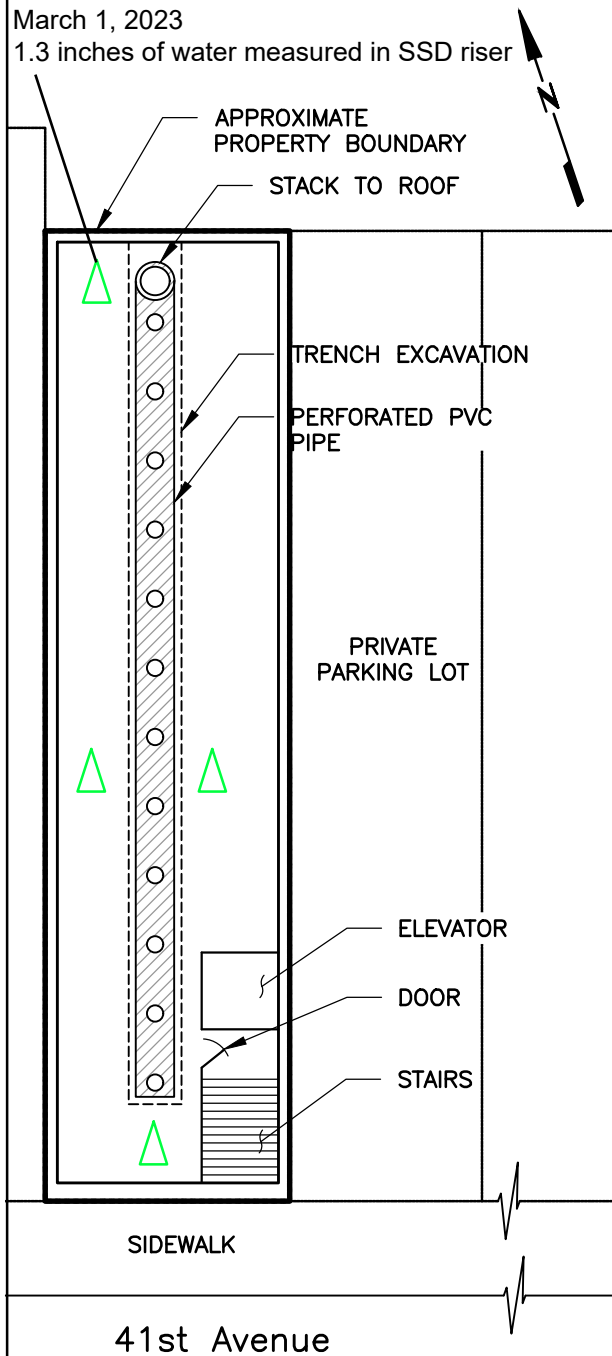 March 1, 2023
1.3 inches of water measured in SSD riser
N
APPROXIMATE
PROPERTY BOUNDARY
STACK TO ROOF
TRENCH EXCAVATION
PERFORATED PVC
PIPE
PRIVATE
PARKING LOT
ELEVATOR
DOOR
STAIRS
SIDEWALK
41st Avenue